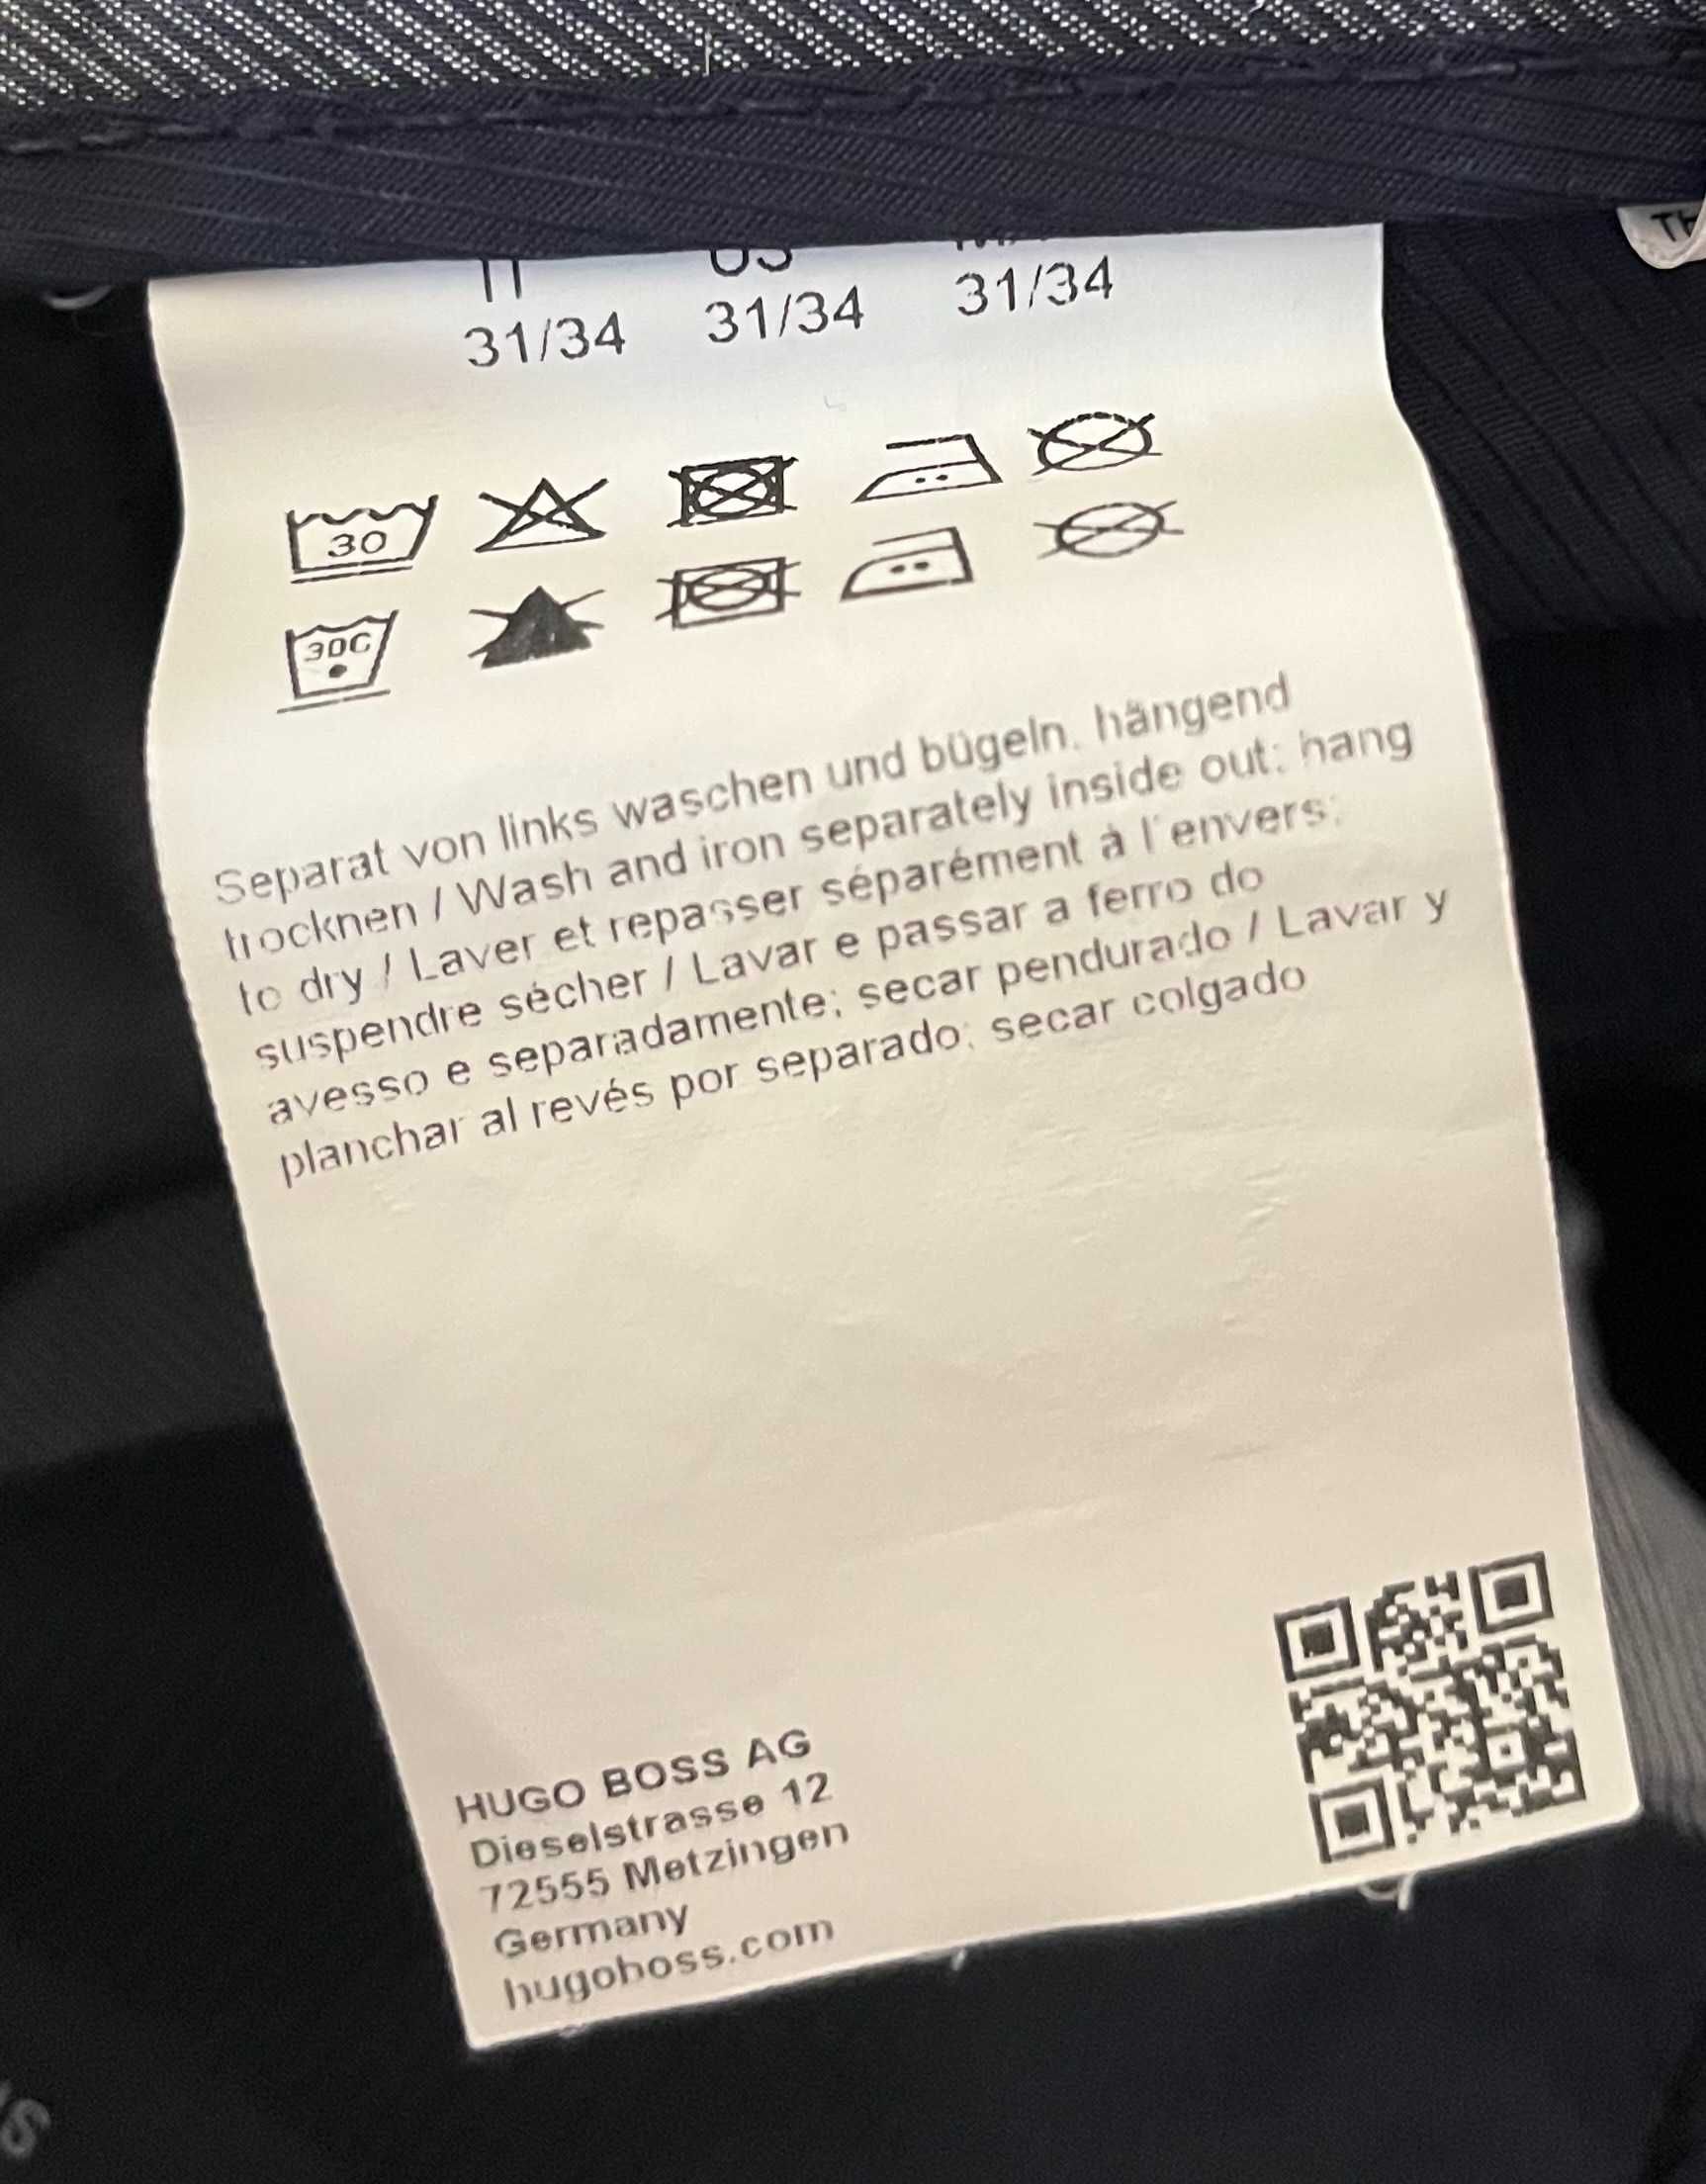 IT US
31/34 31/34 31/34
30
30C
Separat von links waschen und bügeln. hängend
trocknen / Wash and iron separately inside out; hang
to dry / Laver et repasser séparément à l'envers;
suspendre sécher / Lavar e passar a ferro do
avesso e separadamente; secar pendurado / Lavar y
planchar al revés por separado; secar colgado
HUGO BOSS AG
Dieselstrasse 12
72555 Metzingen
Germany
hugoboss.com